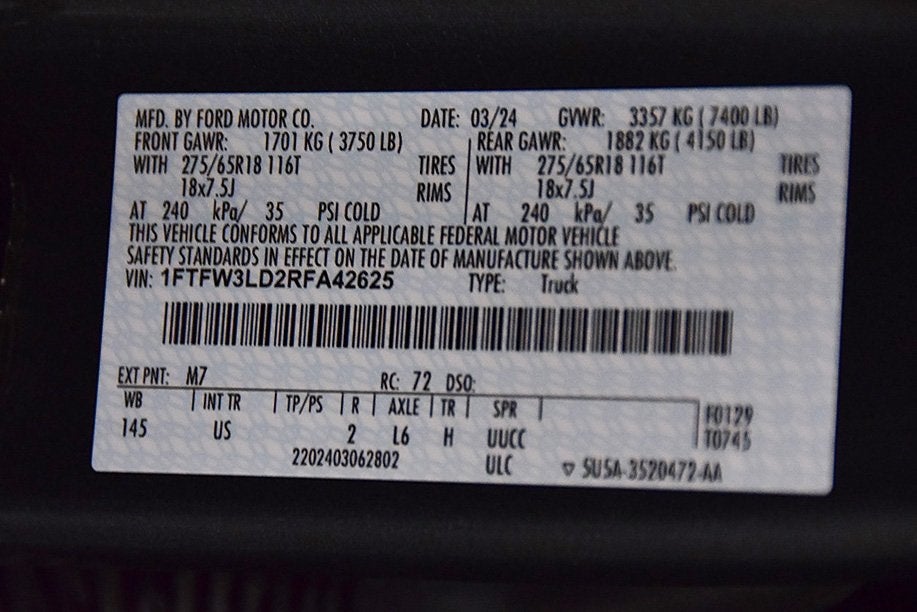 MFD. BY FORD MOTOR CO. DATE: 03/24 GVWR: 3357 KG ( 7400 LB)
FRONT GAWR: 1701 KG ( 3750 LB) REAR GAWR: 1882 KG ( 4150 LB)
WITH 275/65R18 116T TIRES WITH 275/65R18 116T TIRES
18x7.5J RIMS 18x7.5J RIMS
AT 240 kPa/ 35 PSI COLD AT 240 kPa/ 35 PSI COLD
THIS VEHICLE CONFORMS TO ALL APPLICABLE FEDERAL MOTOR VEHICLE
SAFETY STANDARDS IN EFFECT ON THE DATE OF MANUFACTURE SHOWN ABOVE.
VIN: 1FTFW3LD2RFA42625 TYPE: Truck
EXT PNT: M7 RC: 72 DSO:
WB INT TR TP/PS R AXLE TR SPR F0129
145 US 2 L6 H UUCC T0745
2202403062802 ULC ▽ 5U5A-3520472-AA